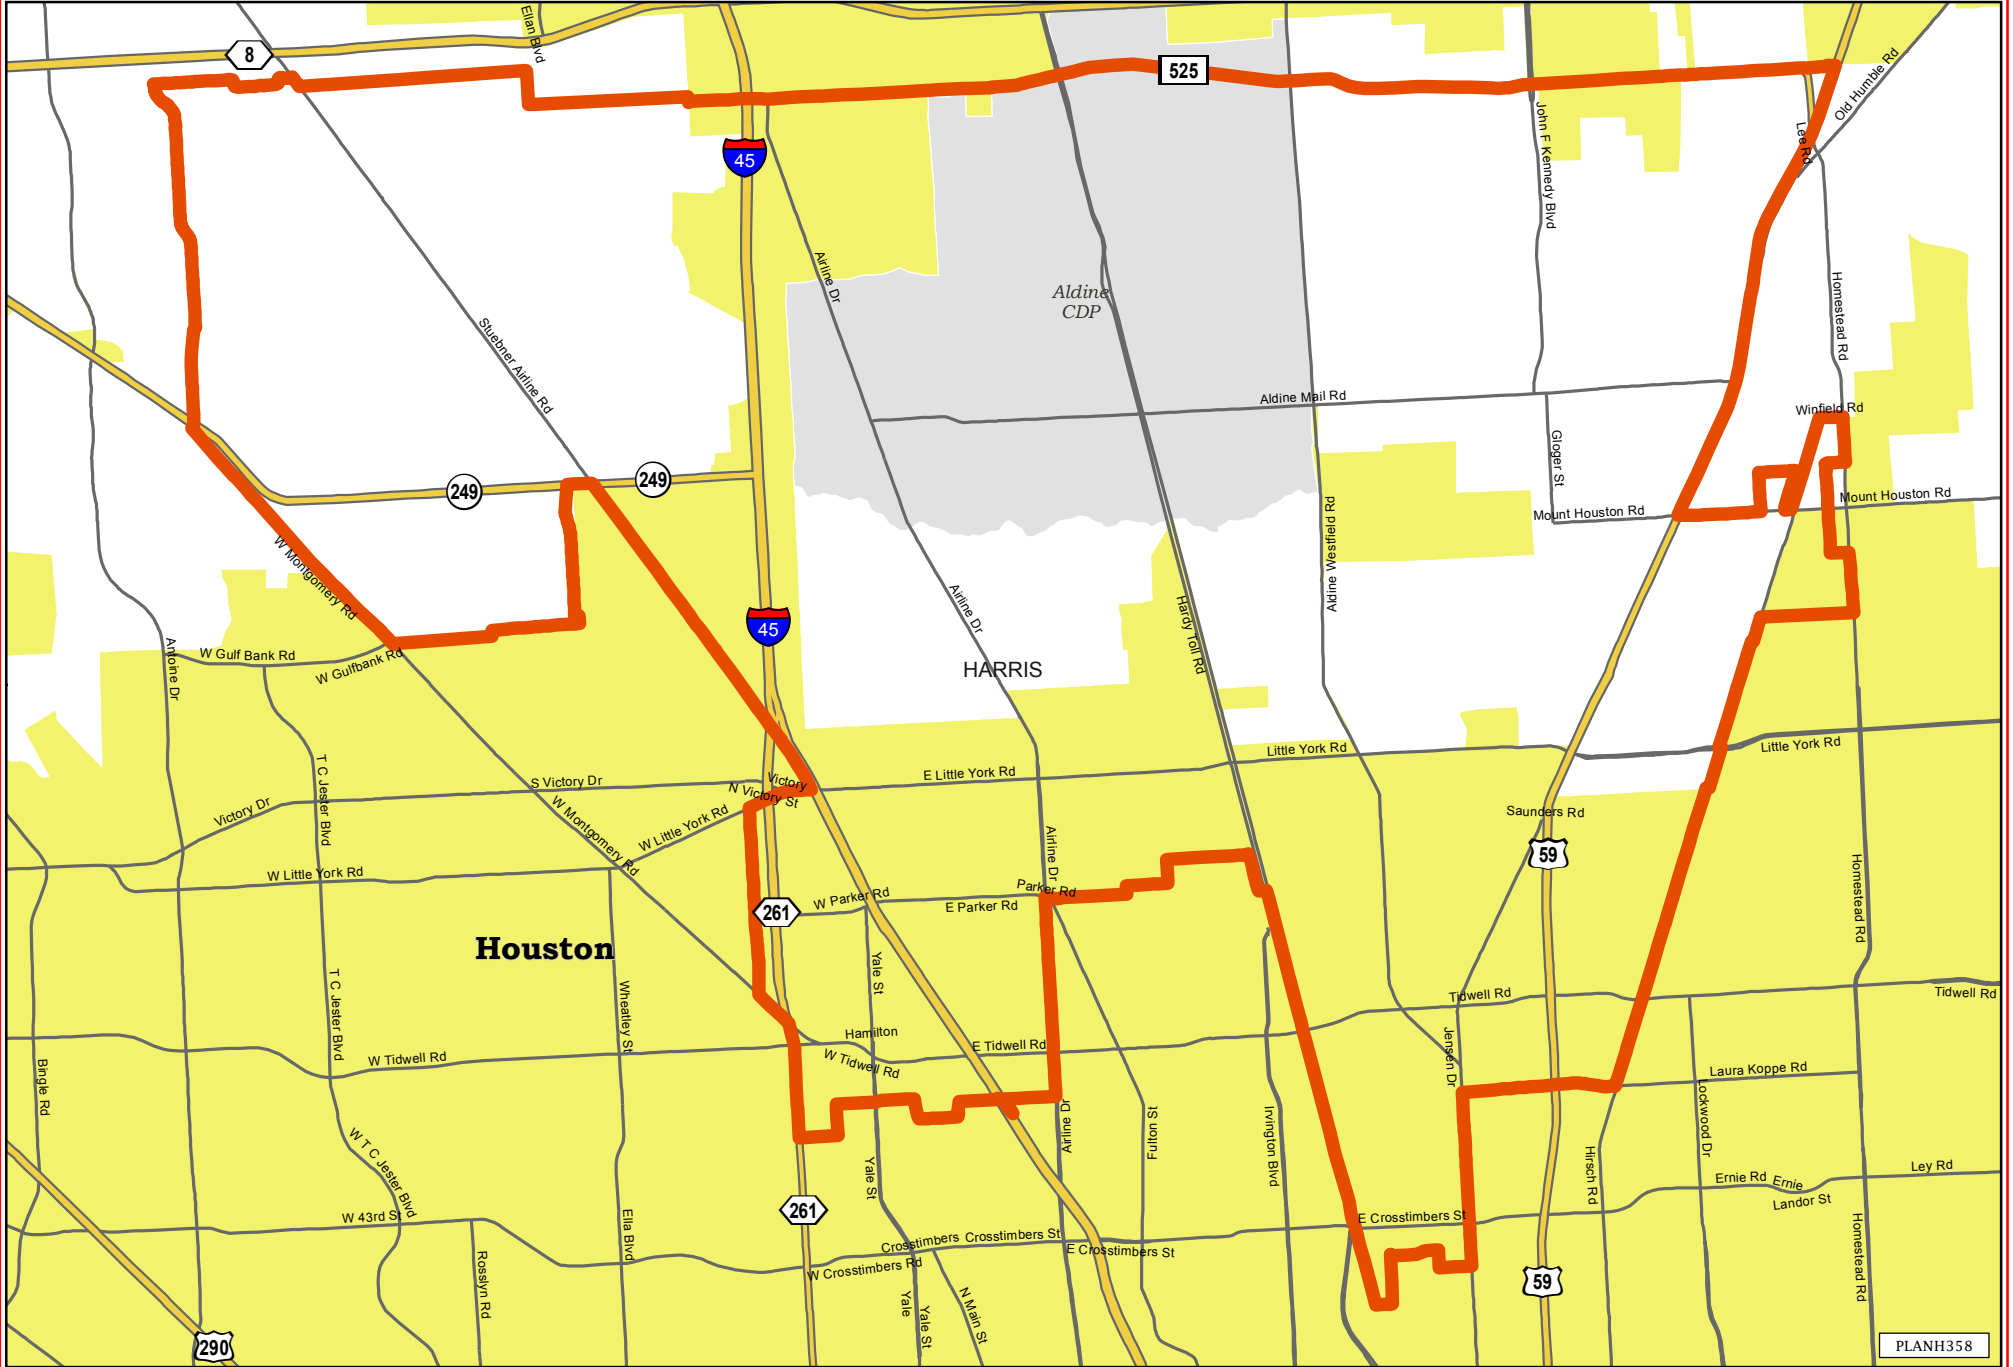 Ellan Blvd
8
525
Old Humble Rd
Lee Rd
John F Kennedy Blvd
45
Airline Dr
Aldine
CDP
Homestead Rd
Stuebner Airline Rd
Aldine Mail Rd
Winfield Rd
Gloger St
249
249
Mount Houston Rd
Mount Houston Rd
Aldine Westfield Rd
W Montgomery Rd
Airline Dr
Hardy Toll Rd
45
Antoine Dr
W Gulf Bank Rd
W Gulfbank Rd
HARRIS
Little York Rd
Little York Rd
T C Jester Blvd
S Victory Dr
Victory
N Victory St
E Little York Rd
Victory Dr
W Montgomery Rd
W Little York Rd
Saunders Rd
59
Airline Dr
W Little York Rd
Parker Rd
W Parker Rd
E Parker Rd
261
Homestead Rd
Houston
Yale St
T C Jester Blvd
Wheatley St
Tidwell Rd
Tidwell Rd
Hamilton
W Tidwell Rd
W Tidwell Rd
E Tidwell Rd
Jensen Dr
Laura Koppe Rd
Bingle Rd
Lockwood Dr
Airline Dr
Fulton St
Irvington Blvd
W T C Jester Blvd
Yale St
Hirsch Rd
Ernie Rd
Ernie
Ley Rd
Landor St
261
W 43rd St
Ella Blvd
E Crosstimbers St
Crosstimbers
Crosstimbers St
E Crosstimbers St
W Crosstimbers Rd
Homestead Rd
Rosslyn Rd
59
Yale
Yale St
N Main St
290
PLANH358